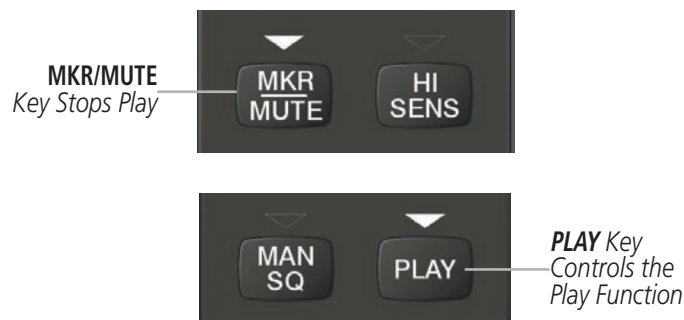 MKR/MUTE
Key Stops Play
MKR
MUTE
HI
SENS
MAN
SQ
PLAY
PLAY Key
Controls the
Play Function